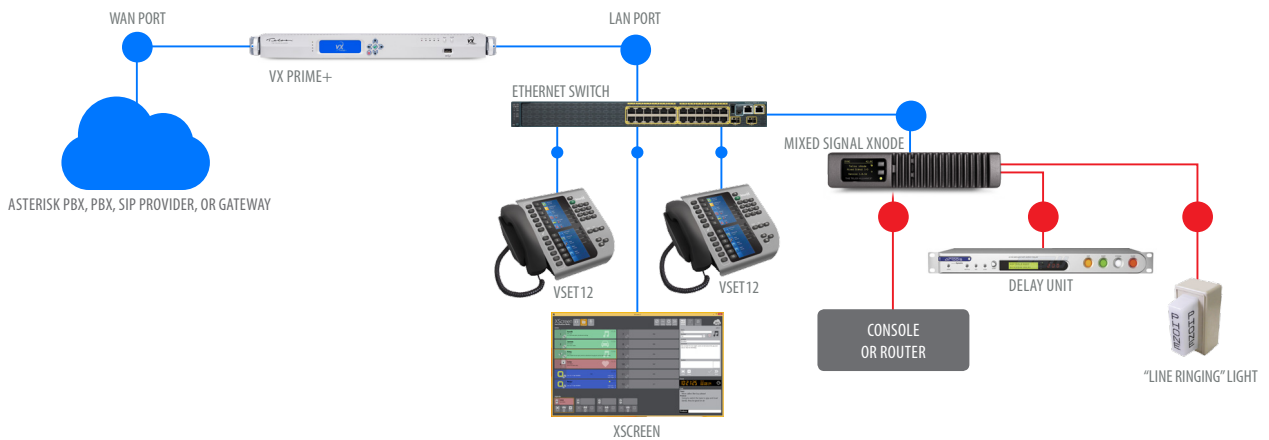 WAN PORT
LAN PORT
VX PRIME+
ETHERNET SWITCH
MIXED SIGNAL XNODE
ASTERISK PBX, PBX, SIP PROVIDER, OR GATEWAY
VSET12
VSET12
DELAY UNIT
CONSOLE
OR ROUTER
"LINE RINGING" LIGHT
XSCREEN